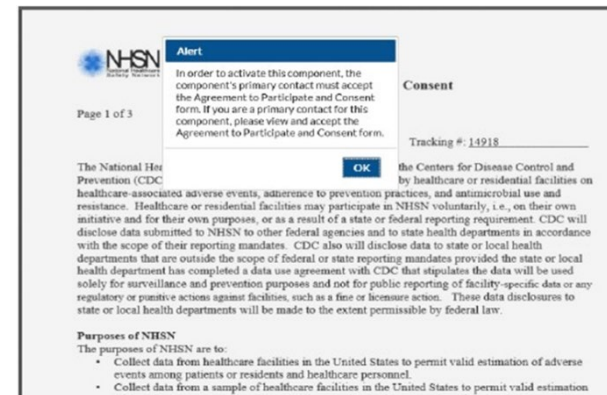 NHSN
National Healthcare
Safety Network
Alert
In order to activate this component, the
component's primary contact must accept
the Agreement to Participate and Consent
form. If you are a primary contact for this
component, please view and accept the
Agreement to Participate and Consent form.
OK
Consent
Page 1 of 3
Tracking #: 14918
The National Hea the Centers for Disease Control and
Prevention (CDC by healthcare or residential facilities on
healthcare-associated adverse events, adherence to prevention practices, and antimicrobial use and
resistance. Healthcare or residential facilities may participate in NHSN voluntarily, i.e., on their own
initiative and for their own purposes, or as a result of a state or federal reporting requirement. CDC will
disclose data submitted to NHSN to other federal agencies and to state health departments in accordance
with the scope of their reporting mandates. CDC also will disclose data to state or local health
departments that are outside the scope of federal or state reporting mandates provided the state or local
health department has completed a data use agreement with CDC that stipulates the data will be used
solely for surveillance and prevention purposes and not for public reporting of facility-specific data or any
regulatory or punitive actions against facilities, such as a fine or licensure action. These data disclosures to
state or local health departments will be made to the extent permissible by federal law.
Purposes of NHSN
The purposes of NHSN are to:
• Collect data from healthcare facilities in the United States to permit valid estimation of adverse
events among patients or residents and healthcare personnel.
• Collect data from a sample of healthcare facilities in the United States to permit valid estimation